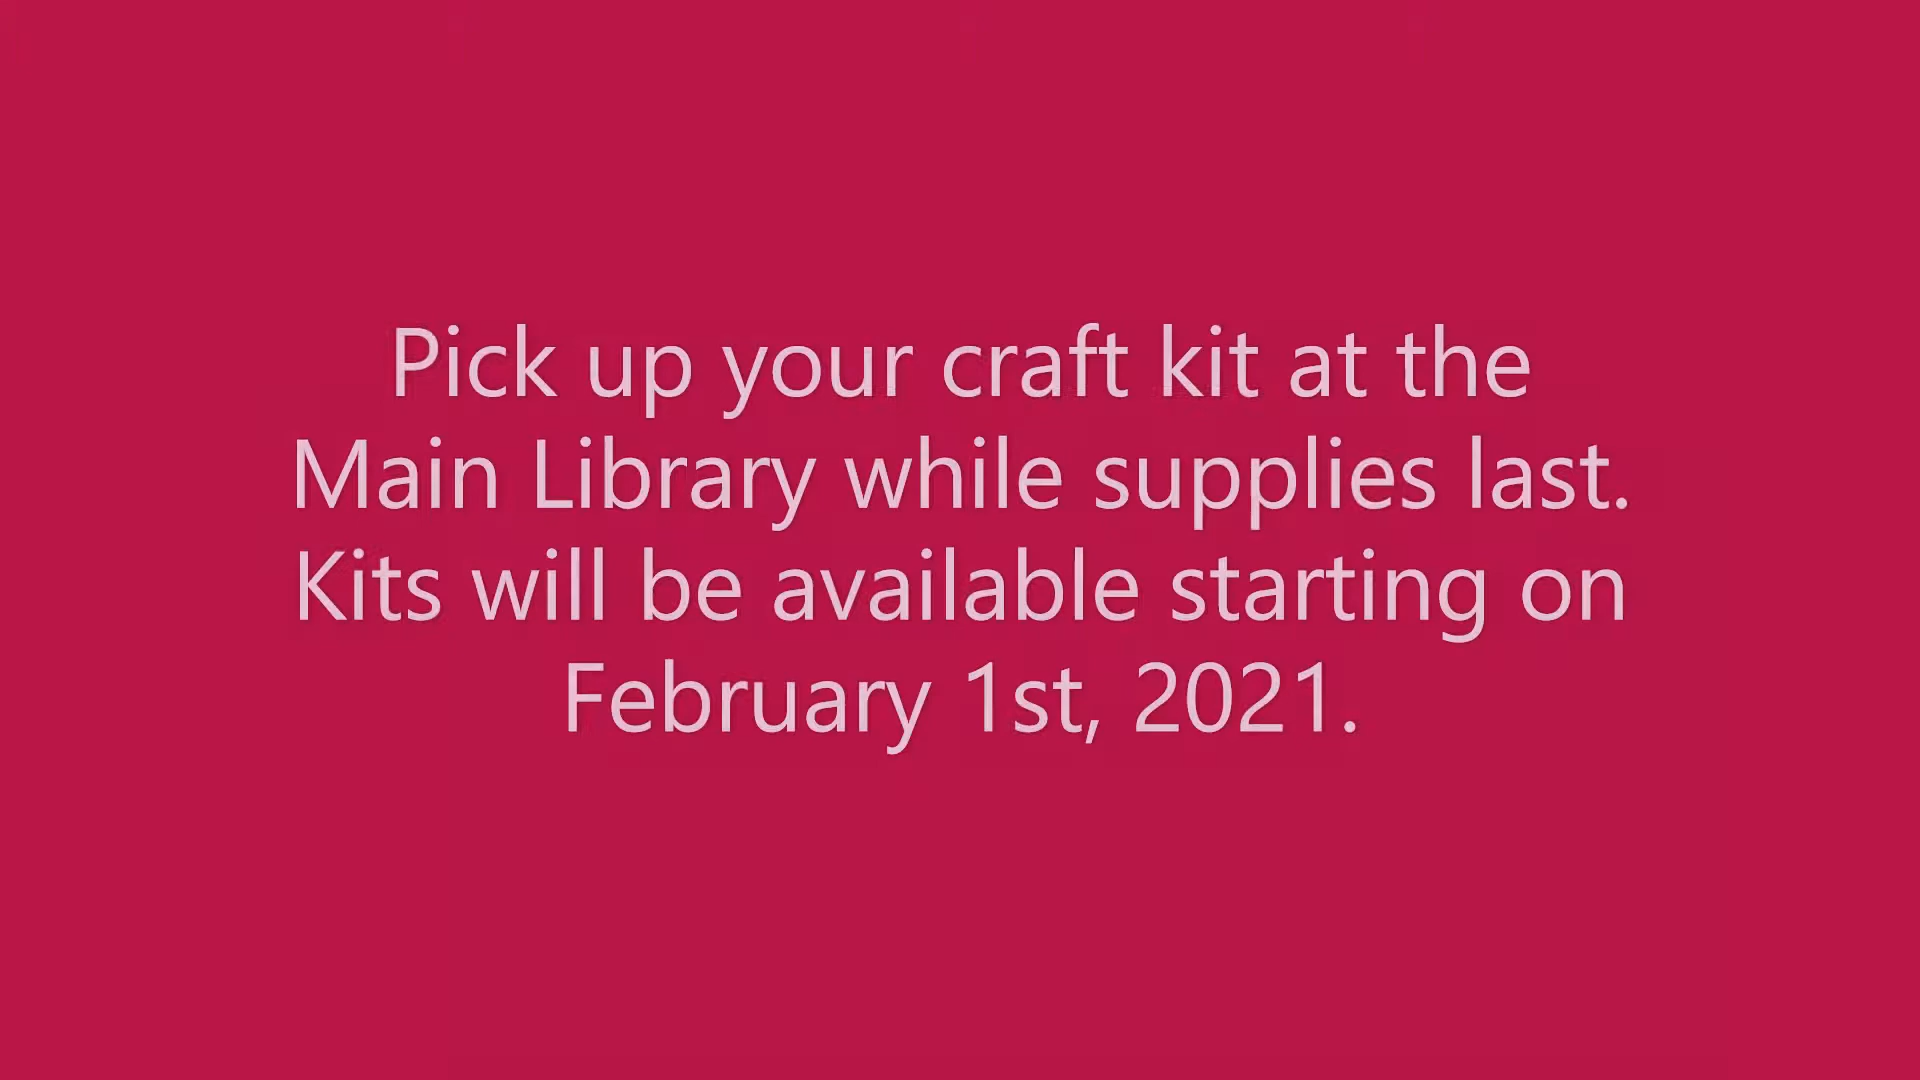 Pick up your craft kit at the
Main Library while supplies last.
Kits will be available starting on
February 1st, 2021.